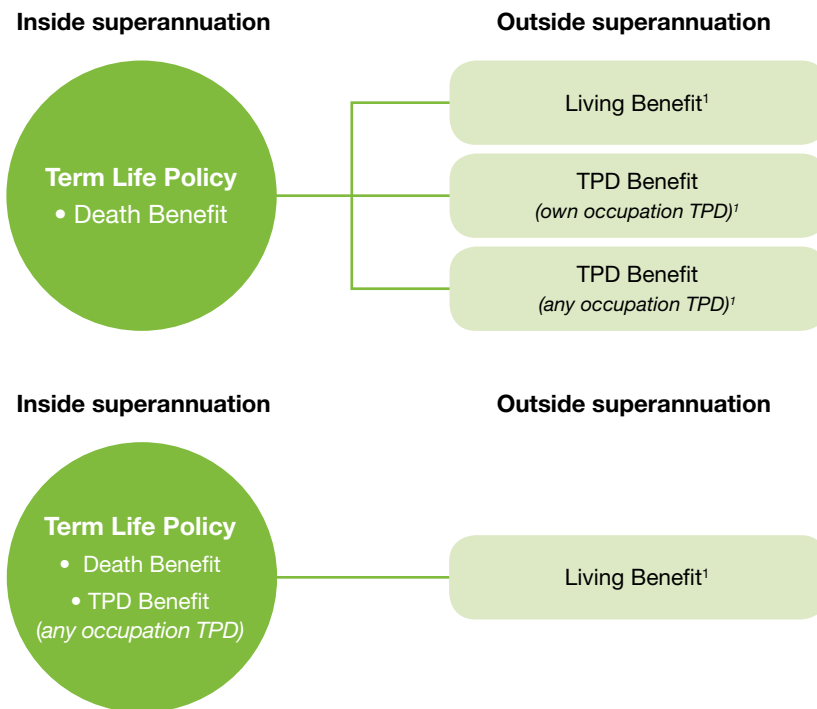 Inside superannuation
Outside superannuation
Term Life Policy
• Death Benefit
Living Benefit¹
TPD Benefit
(own occupation TPD)¹
TPD Benefit
(any occupation TPD)¹
Inside superannuation
Outside superannuation
Term Life Policy
• Death Benefit
• TPD Benefit
(any occupation TPD)
Living Benefit¹